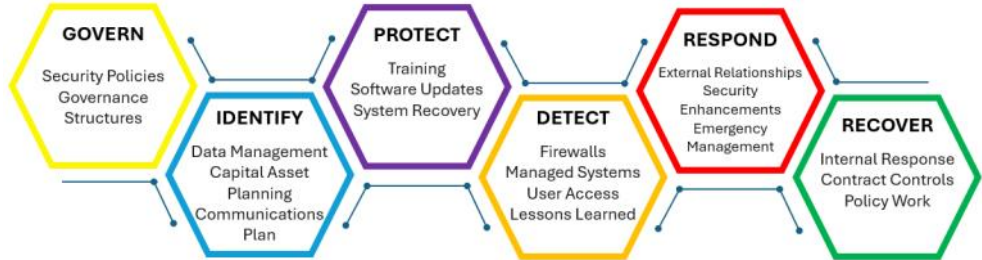 GOVERN
Security Policies
Governance
Structures
IDENTIFY
Data Management
Capital Asset
Planning
Communications
Plan
PROTECT
Training
Software Updates
System Recovery
DETECT
Firewalls
Managed Systems
User Access
Lessons Learned
RESPOND
External Relationships
Security
Enhancements
Emergency
Management
RECOVER
Internal Response
Contract Controls
Policy Work